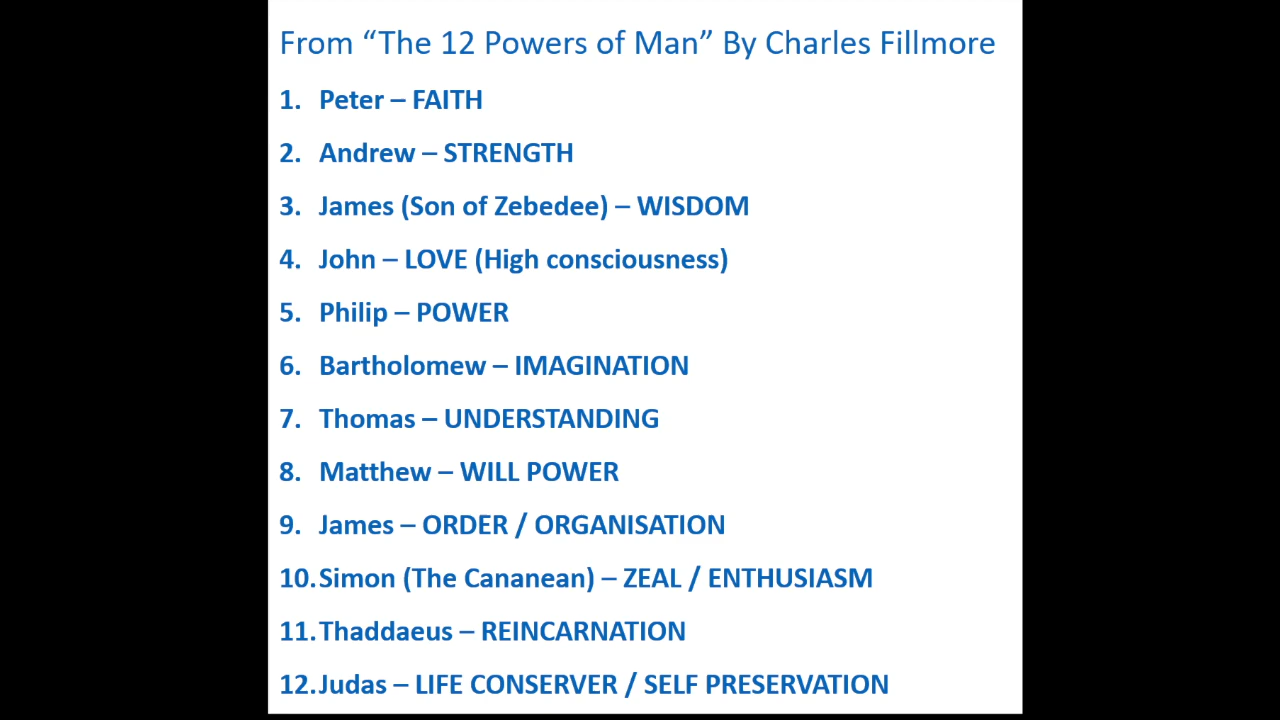 From “The 12 Powers of Man” By Charles Fillmore
1. Peter – FAITH
2. Andrew – STRENGTH
3. James (Son of Zebedee) – WISDOM
4. John – LOVE (High consciousness)
5. Philip – POWER
6. Bartholomew – IMAGINATION
7. Thomas – UNDERSTANDING
8. Matthew – WILL POWER
9. James – ORDER / ORGANISATION
10. Simon (The Cananean) – ZEAL / ENTHUSIASM
11. Thaddaeus – REINCARNATION
12. Judas – LIFE CONSERVER / SELF PRESERVATION